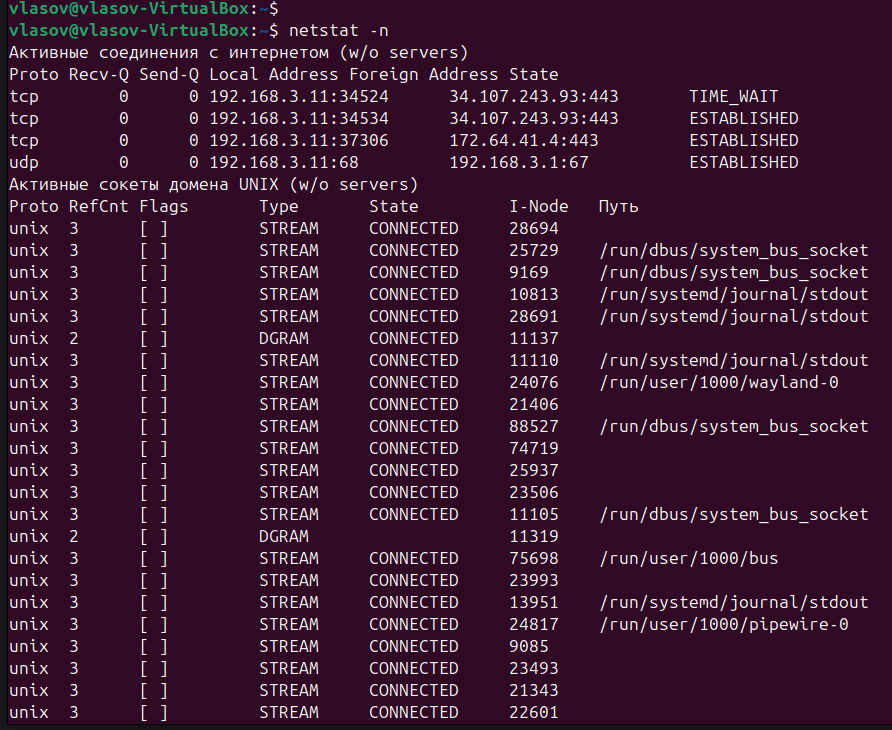 vlasov@vlasov-VirtualBox:~$
vlasov@vlasov-VirtualBox:~$ netstat -n
Активные соединения с интернетом (w/o servers)
Proto Recv-Q Send-Q Local Address Foreign Address State
tcp        0      0 192.168.3.11:34524      34.107.243.93:443       TIME_WAIT
tcp        0      0 192.168.3.11:34534      34.107.243.93:443       ESTABLISHED
tcp        0      0 192.168.3.11:37306      172.64.41.4:443         ESTABLISHED
udp        0      0 192.168.3.11:68         192.168.3.1:67          ESTABLISHED
Активные сокеты домена UNIX (w/o servers)
Proto RefCnt Flags       Type       State         I-Node   Путь
unix  3      [ ]         STREAM     CONNECTED     28694
unix  3      [ ]         STREAM     CONNECTED     25729    /run/dbus/system_bus_socket
unix  3      [ ]         STREAM     CONNECTED     9169     /run/dbus/system_bus_socket
unix  3      [ ]         STREAM     CONNECTED     10813    /run/systemd/journal/stdout
unix  3      [ ]         STREAM     CONNECTED     28691    /run/systemd/journal/stdout
unix  2      [ ]         DGRAM      CONNECTED     11137
unix  3      [ ]         STREAM     CONNECTED     11110    /run/systemd/journal/stdout
unix  3      [ ]         STREAM     CONNECTED     24076    /run/user/1000/wayland-0
unix  3      [ ]         STREAM     CONNECTED     21406
unix  3      [ ]         STREAM     CONNECTED     88527    /run/dbus/system_bus_socket
unix  3      [ ]         STREAM     CONNECTED     74719
unix  3      [ ]         STREAM     CONNECTED     25937
unix  3      [ ]         STREAM     CONNECTED     23506
unix  3      [ ]         STREAM     CONNECTED     11105    /run/dbus/system_bus_socket
unix  2      [ ]         DGRAM                    11319
unix  3      [ ]         STREAM     CONNECTED     75698    /run/user/1000/bus
unix  3      [ ]         STREAM     CONNECTED     23993
unix  3      [ ]         STREAM     CONNECTED     13951    /run/systemd/journal/stdout
unix  3      [ ]         STREAM     CONNECTED     24817    /run/user/1000/pipewire-0
unix  3      [ ]         STREAM     CONNECTED     9085
unix  3      [ ]         STREAM     CONNECTED     23493
unix  3      [ ]         STREAM     CONNECTED     21343
unix  3      [ ]         STREAM     CONNECTED     22601